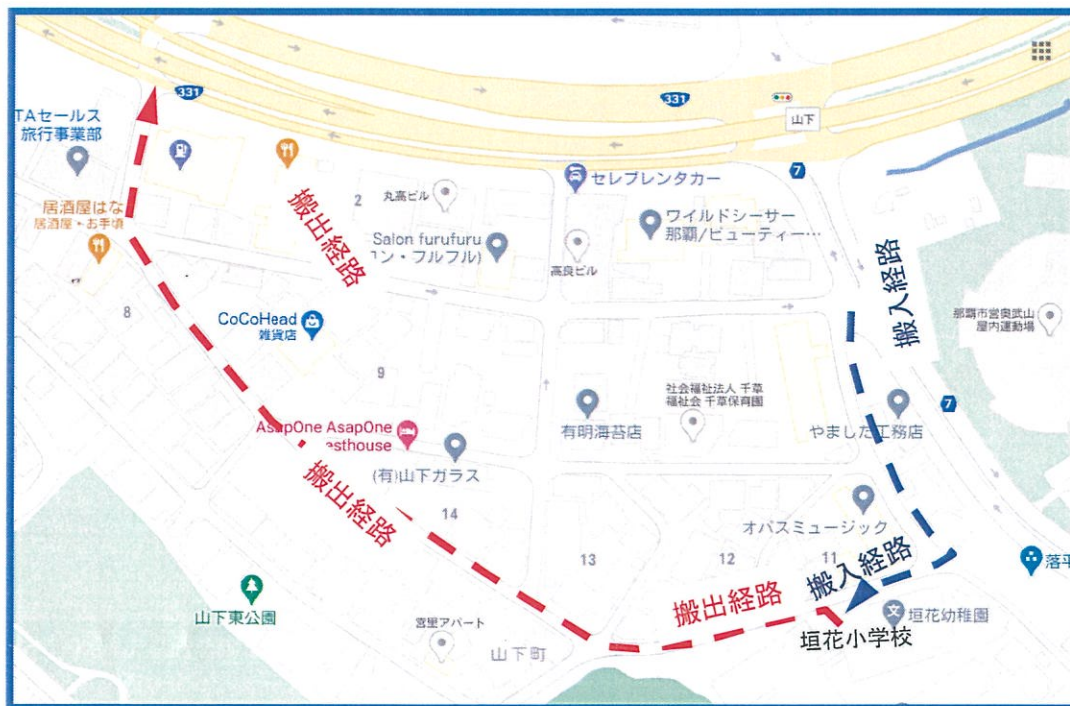 331
331
山下
7
TAセールス
旅行事業部
居酒屋はな
居酒屋・お手頃
搬出経路
2
丸高ビル
セレブレンタカー
ワイルドシーサー
那覇/ビューティー…
Salon furufuru
ン・フルフル)
高良ビル
搬入経路
那覇市営奥武山
屋内運動場
8
CoCoHead
雑貨店
9
社会福祉法人 千草
福祉会 千草保育園
7
AsapOne AsapOne
esthouse
有明海苔店
やました工務店
(有)山下ガラス
搬出経路
14
オパスミュージック
13
12
11
搬入経路
落平
山下東公園
搬出経路
垣花幼稚園
宮里アパート
垣花小学校
山下町